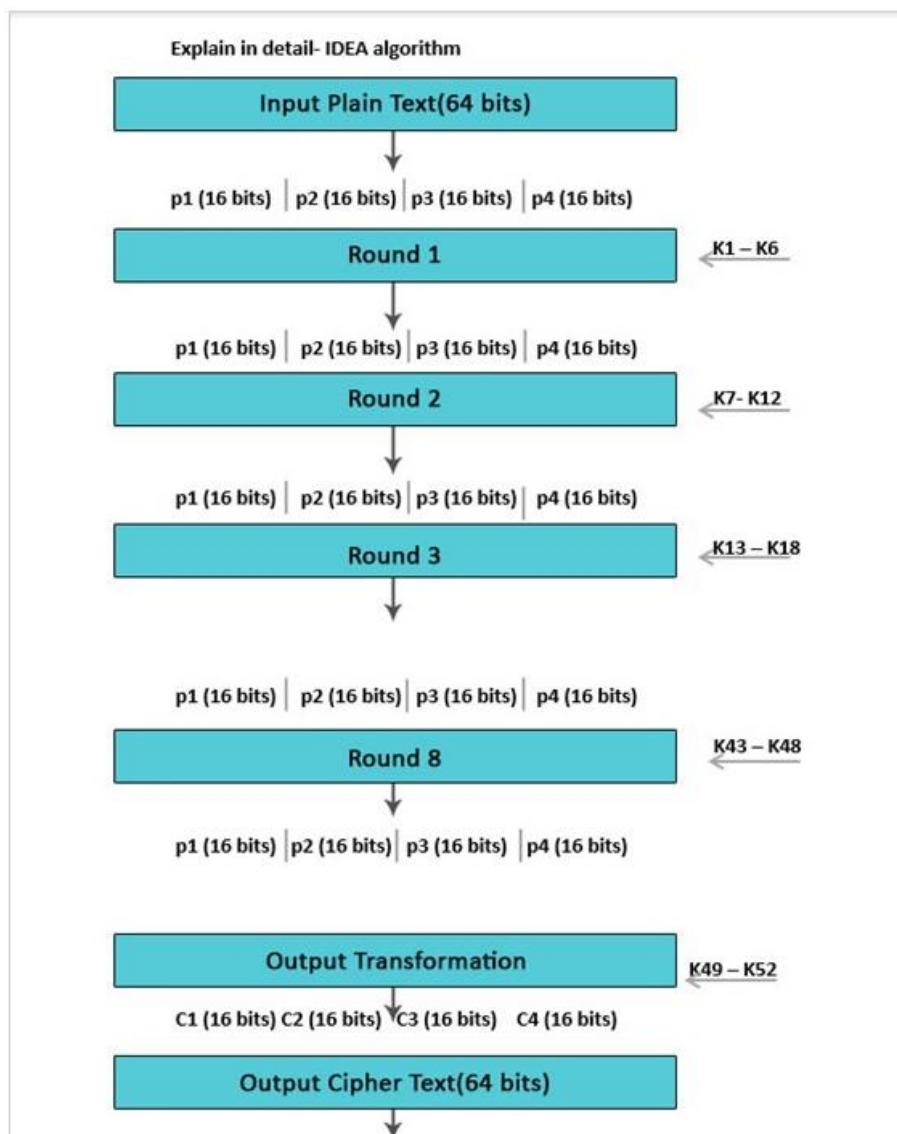 Explain in detail- IDEA algorithm
Input Plain Text(64 bits)
p1 (16 bits) p2 (16 bits) p3 (16 bits) p4 (16 bits)
Round 1
K1 – K6
p1 (16 bits) p2 (16 bits) p3 (16 bits) p4 (16 bits)
Round 2
K7- K12
p1 (16 bits) p2 (16 bits) p3 (16 bits) p4 (16 bits)
Round 3
K13 – K18
p1 (16 bits) p2 (16 bits) p3 (16 bits) p4 (16 bits)
Round 8
K43 – K48
p1 (16 bits) p2 (16 bits) p3 (16 bits) p4 (16 bits)
Output Transformation
K49 – K52
C1 (16 bits) C2 (16 bits) C3 (16 bits) C4 (16 bits)
Output Cipher Text(64 bits)